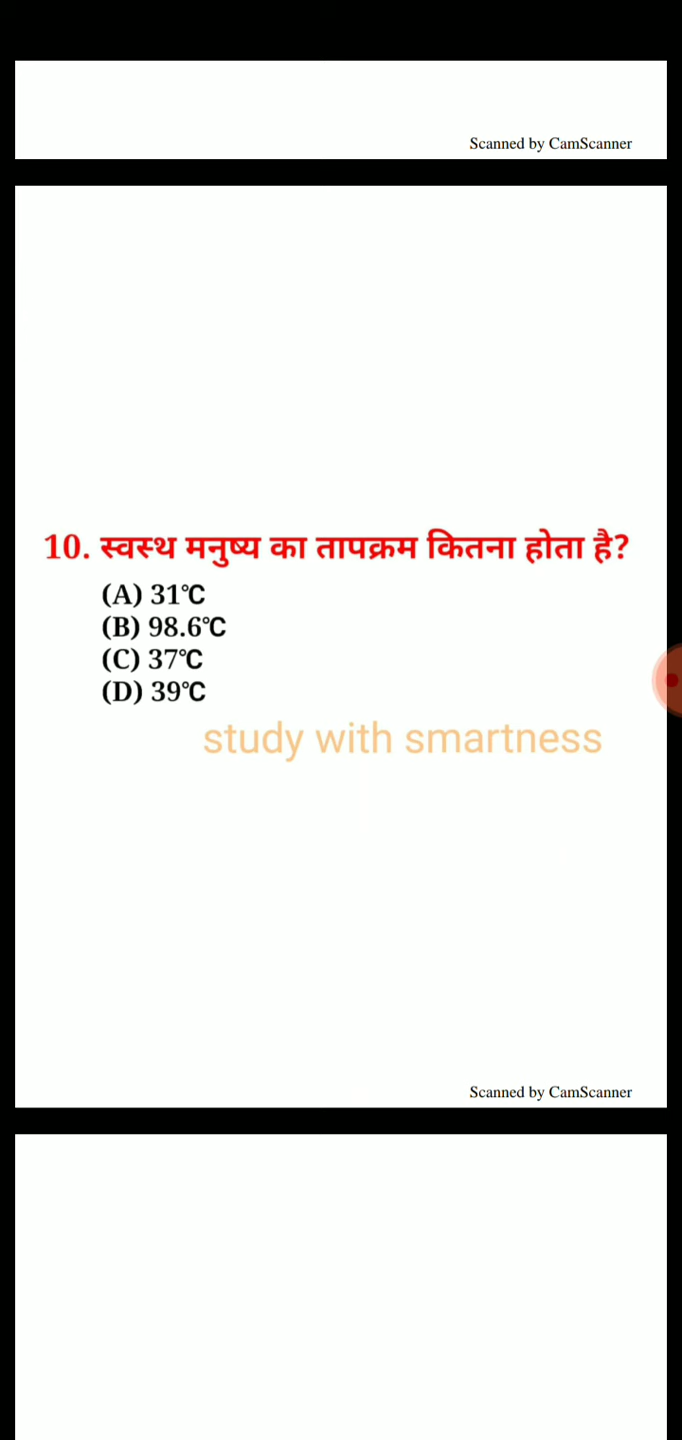 Scanned by CamScanner
10. स्वस्थ मनुष्य का तापक्रम कितना होता है?
(A) 31℃
(B) 98.6℃
(C) 37℃
(D) 39℃
study with smartness
Scanned by CamScanner